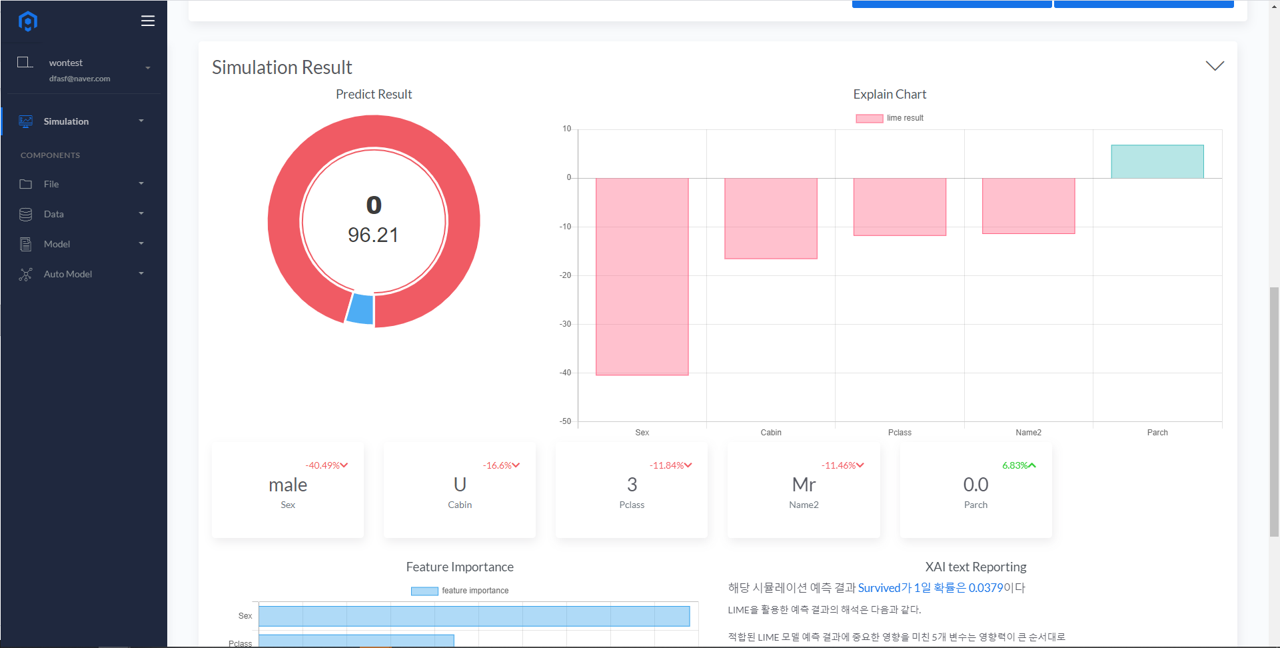 wontest
dfasf@naver.com
Simulation
COMPONENTS
File
Data
Model
Auto Model
Simulation Result
Predict Result
0
96.21
Explain Chart
lime result
10
0
-10
-20
-30
-40
-50
Sex
Cabin
Pclass
Name2
Parch
-40.49%
male
Sex
-16.6%
U
Cabin
-11.84%
3
Pclass
-11.46%
Mr
Name2
6.83%
0.0
Parch
Feature Importance
feature importance
Sex
Pclass
XAI text Reporting
해당 시뮬레이션 예측 결과 Survived가 1일 확률은 0.0379이다
LIME을 활용한 예측 결과의 해석은 다음과 같다.
적합된 LIME 모델 예측 결과에 중요한 영향을 미친 5개 변수는 영향력이 큰 순서대로